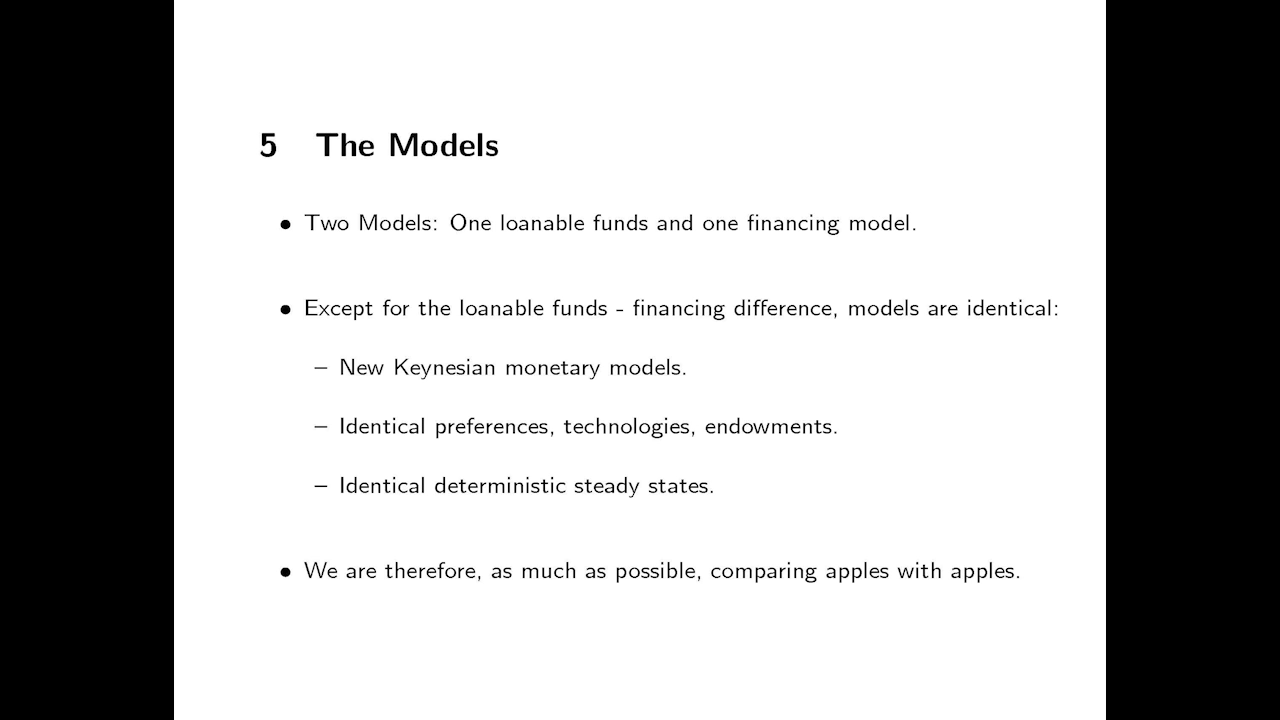 5 The Models
• Two Models: One loanable funds and one financing model.
• Except for the loanable funds - financing difference, models are identical:
– New Keynesian monetary models.
– Identical preferences, technologies, endowments.
– Identical deterministic steady states.
• We are therefore, as much as possible, comparing apples with apples.